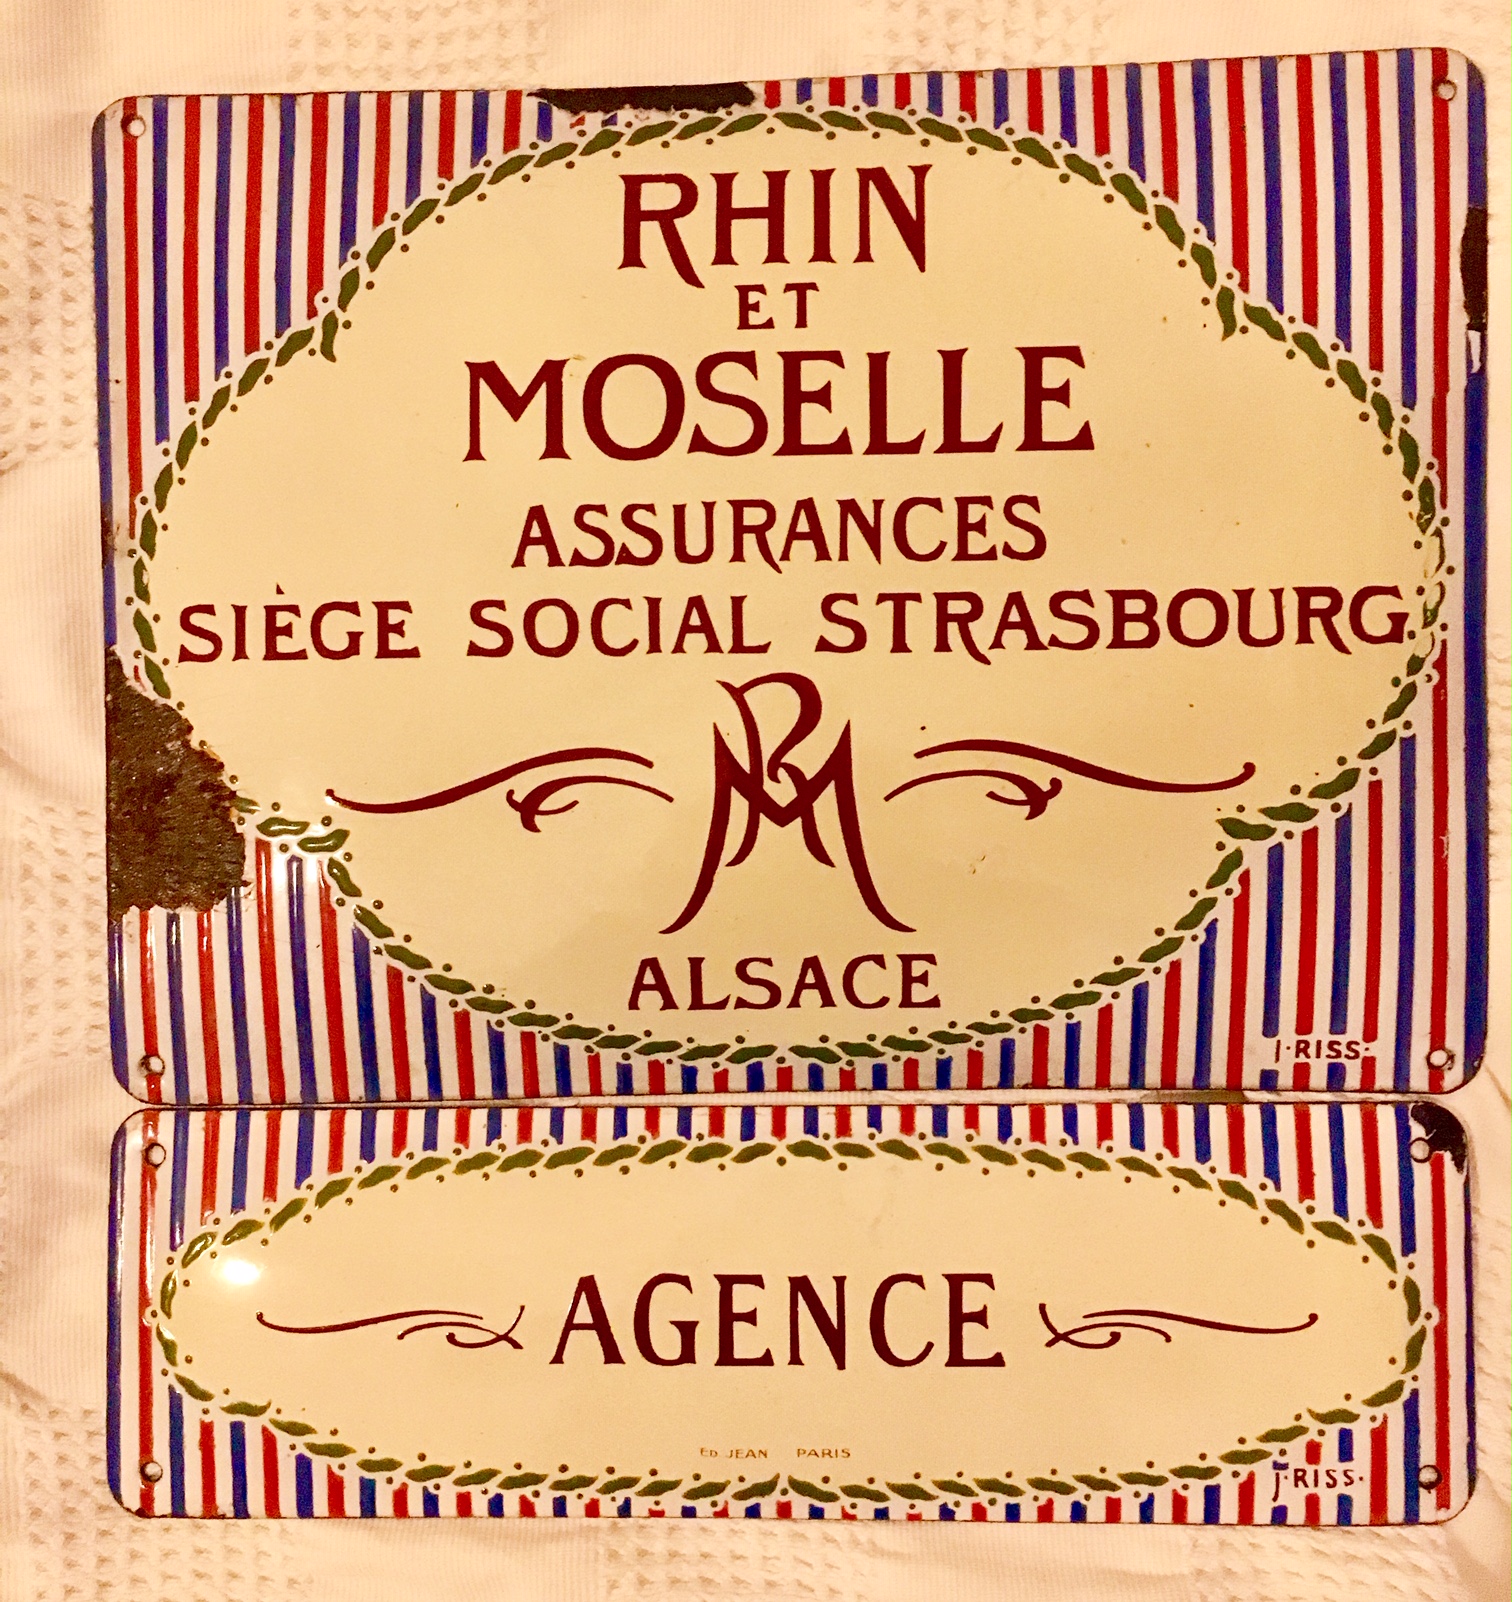 RHIN
ET
MOSELLE
ASSURANCES
SIÈGE SOCIAL STRASBOURG
RM
ALSACE
J·RISS·
AGENCE
ED JEAN PARIS
J·RISS·